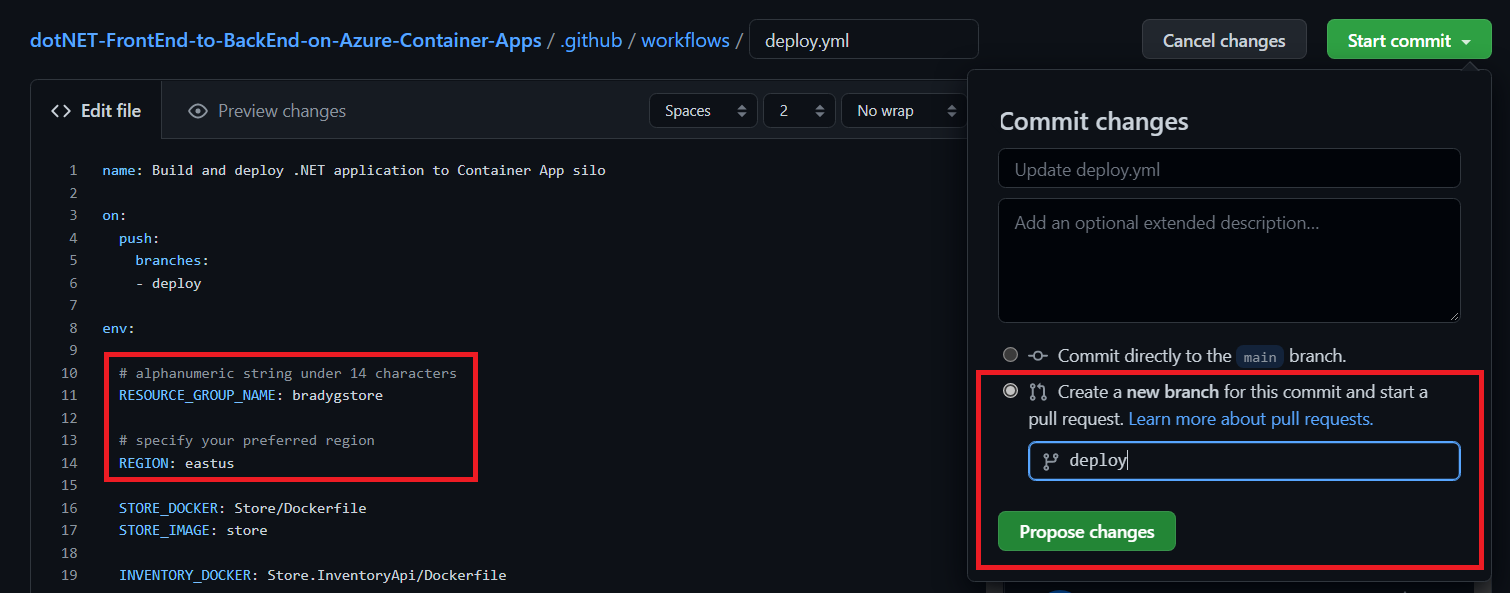 dotNET-FrontEnd-to-BackEnd-on-Azure-Container-Apps / .github / workflows / deploy.yml
Cancel changes
Start commit
Edit file
Preview changes
Spaces
2
No wrap
1 name: Build and deploy .NET application to Container App silo
2
3 on:
4 push:
5 branches:
6 - deploy
7
8 env:
9
10 # alphanumeric string under 14 characters
11 RESOURCE_GROUP_NAME: bradygstore
12
13 # specify your preferred region
14 REGION: eastus
15
16 STORE_DOCKER: Store/Dockerfile
17 STORE_IMAGE: store
18
19 INVENTORY_DOCKER: Store.InventoryApi/Dockerfile
Commit changes
Update deploy.yml
Add an optional extended description...
Commit directly to the main branch.
Create a new branch for this commit and start a
pull request. Learn more about pull requests.
deploy
Propose changes